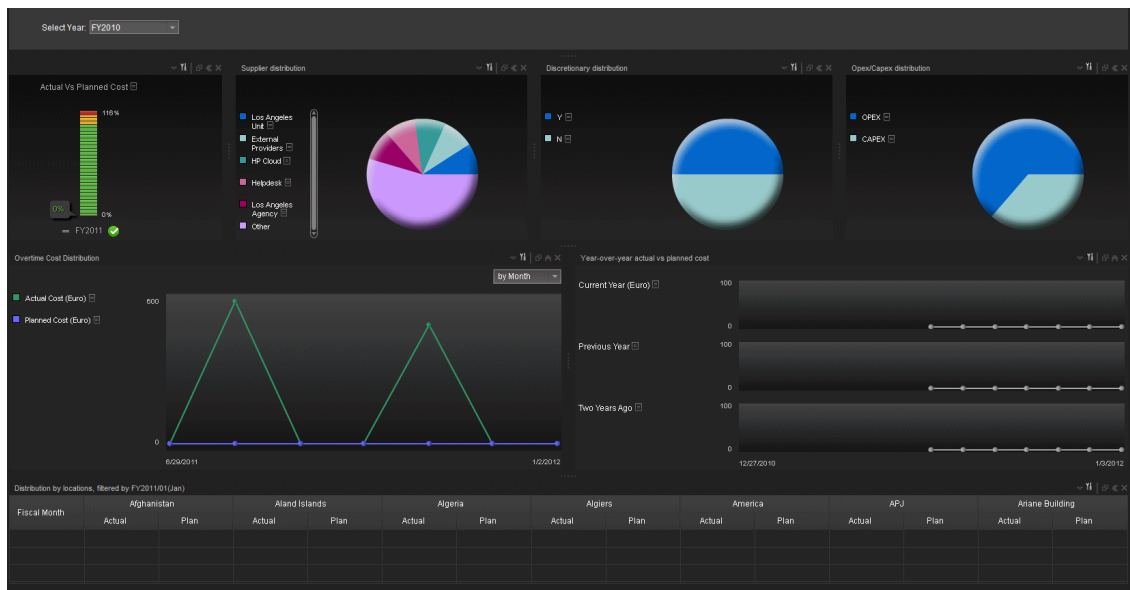 Select Year: FY2010
Supplier distribution
Discretionary distribution
Opex/Capex distribution
Actual Vs Planned Cost
116%
0%
0%
FY2011
Los Angeles
Unit
External
Providers
HP Cloud
Helpdesk
Los Angeles
Agency
Other
Y
N
OPEX
CAPEX
Overtime Cost Distribution
by Month
Actual Cost (Euro)
Planned Cost (Euro)
600
0
6/29/2011
1/2/2012
Year-over-year actual vs planned cost
Current Year (Euro)
100
0
Previous Year
100
0
Two Years Ago
100
0
12/27/2010
1/3/2012
Distribution by locations, filtered by FY2011/01(Jan)
Fiscal Month Afghanistan Aland Islands Algeria Algiers America APJ Ariane Building
Actual Plan Actual Plan Actual Plan Actual Plan Actual Plan Actual Plan Actual Plan